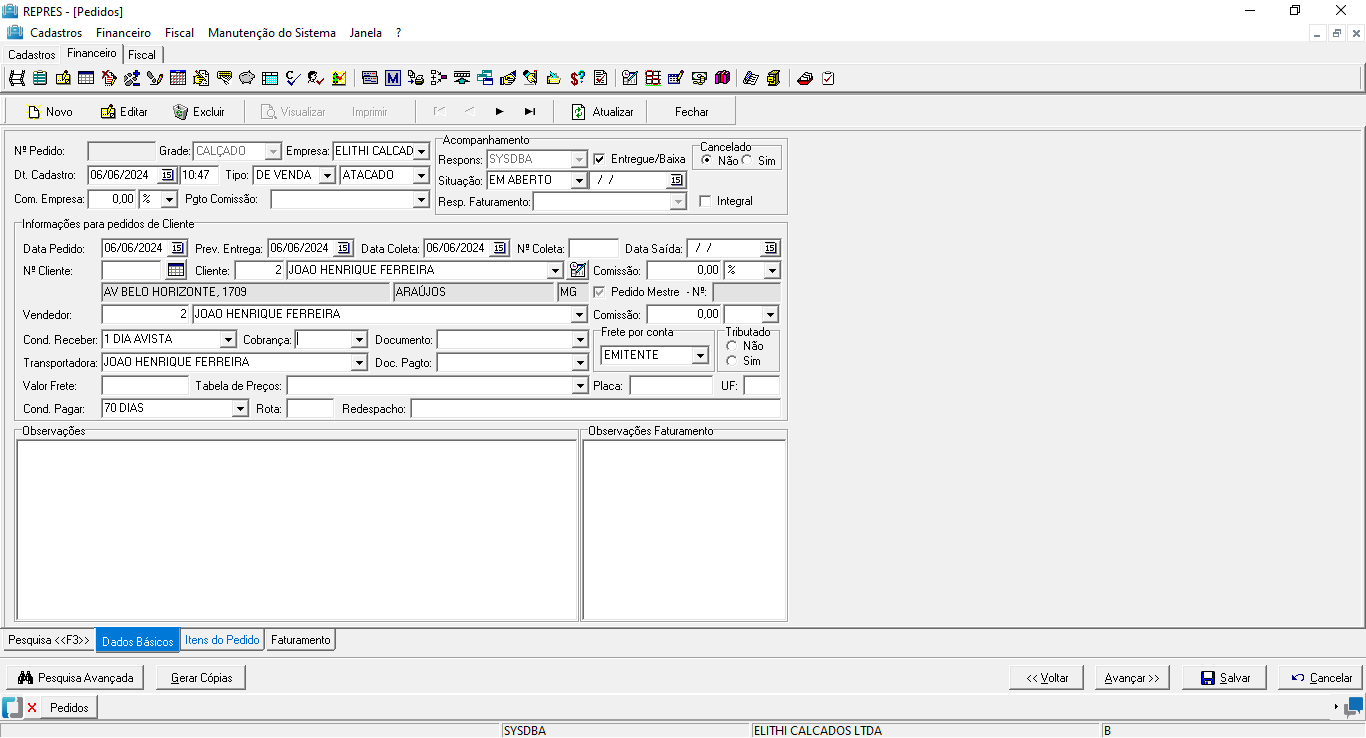 REPRES - [Pedidos]
Cadastros Financeiro Fiscal Manutenção do Sistema Janela ?
Cadastros Financeiro Fiscal
Novo Editar Excluir Visualizar Imprimir Atualizar Fechar
Nº Pedido: Grade: CALÇADO Empresa: ELITHI CALCAD
Dt. Cadastro: 06/06/2024 15 10:47 Tipo: DE VENDA ATACADO
Com. Empresa: 0,00 % Pgto Comissão:
Acompanhamento
Respons: SYSDBA Entregue/Baixa
Cancelado
Não Sim
Situação: EM ABERTO / / 15
Resp. Faturamento: Integral
Informações para pedidos de Cliente
Data Pedido: 06/06/2024 15 Prev. Entrega: 06/06/2024 15 Data Coleta: 06/06/2024 15 Nº Coleta: Data Saída: / / 15
Nº Cliente: Cliente: 2 JOAO HENRIQUE FERREIRA Comissão: 0,00 %
AV BELO HORIZONTE, 1709 ARAÚJOS MG Pedido Mestre - Nº:
Vendedor: 2 JOAO HENRIQUE FERREIRA Comissão: 0,00
Cond. Receber: 1 DIA AVISTA Cobrança: Documento:
Frete por conta
EMITENTE
Tributado
Não
Sim
Transportadora: JOAO HENRIQUE FERREIRA Doc. Pagto:
Valor Frete: Tabela de Preços: Placa: UF:
Cond. Pagar: 70 DIAS Rota: Redespacho:
Observações Observações Faturamento
Pesquisa <<F3>> Dados Básicos Itens do Pedido Faturamento
Pesquisa Avançada Gerar Cópias << Voltar Avançar >> Salvar Cancelar
Pedidos
SYSDBA ELITHI CALCADOS LTDA B